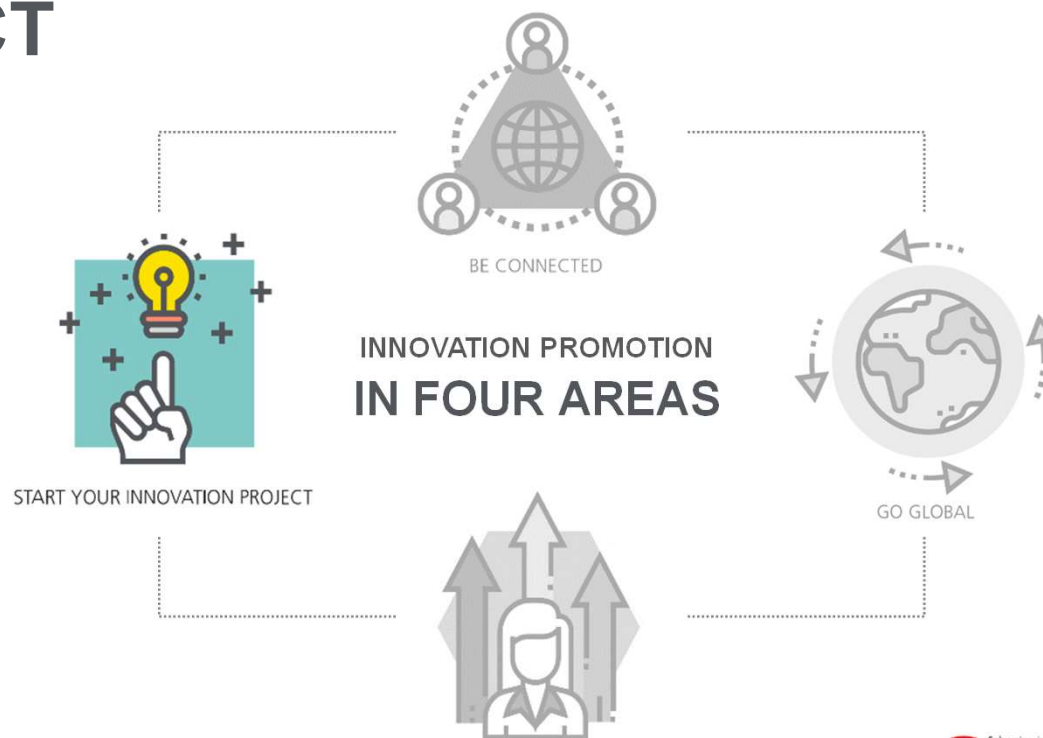 CT
BE CONNECTED
INNOVATION PROMOTION
IN FOUR AREAS
START YOUR INNOVATION PROJECT
GO GLOBAL